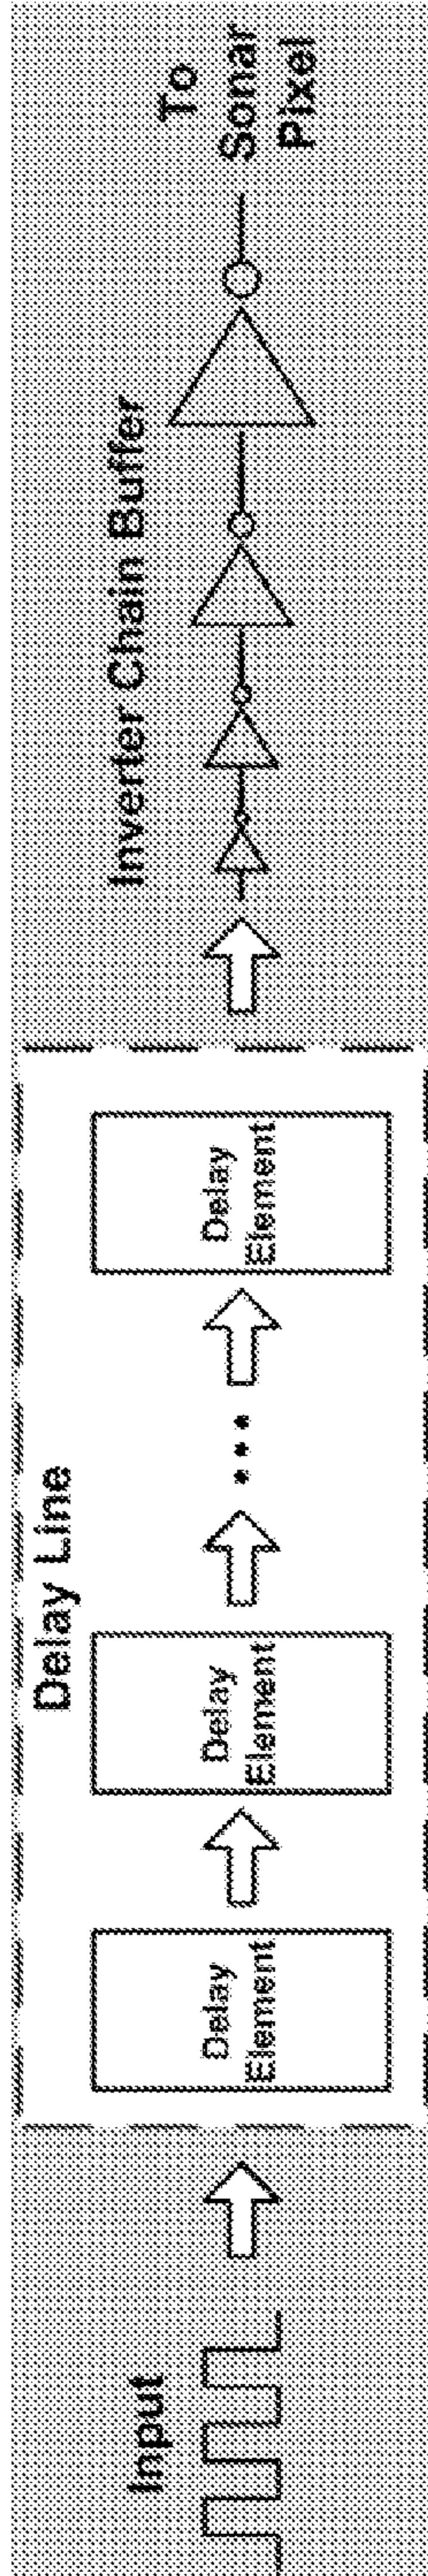 Input
Delay Line
Delay
Element
Delay
Element
...
Delay
Element
Inverter Chain Buffer
To
Sonar
Pixel